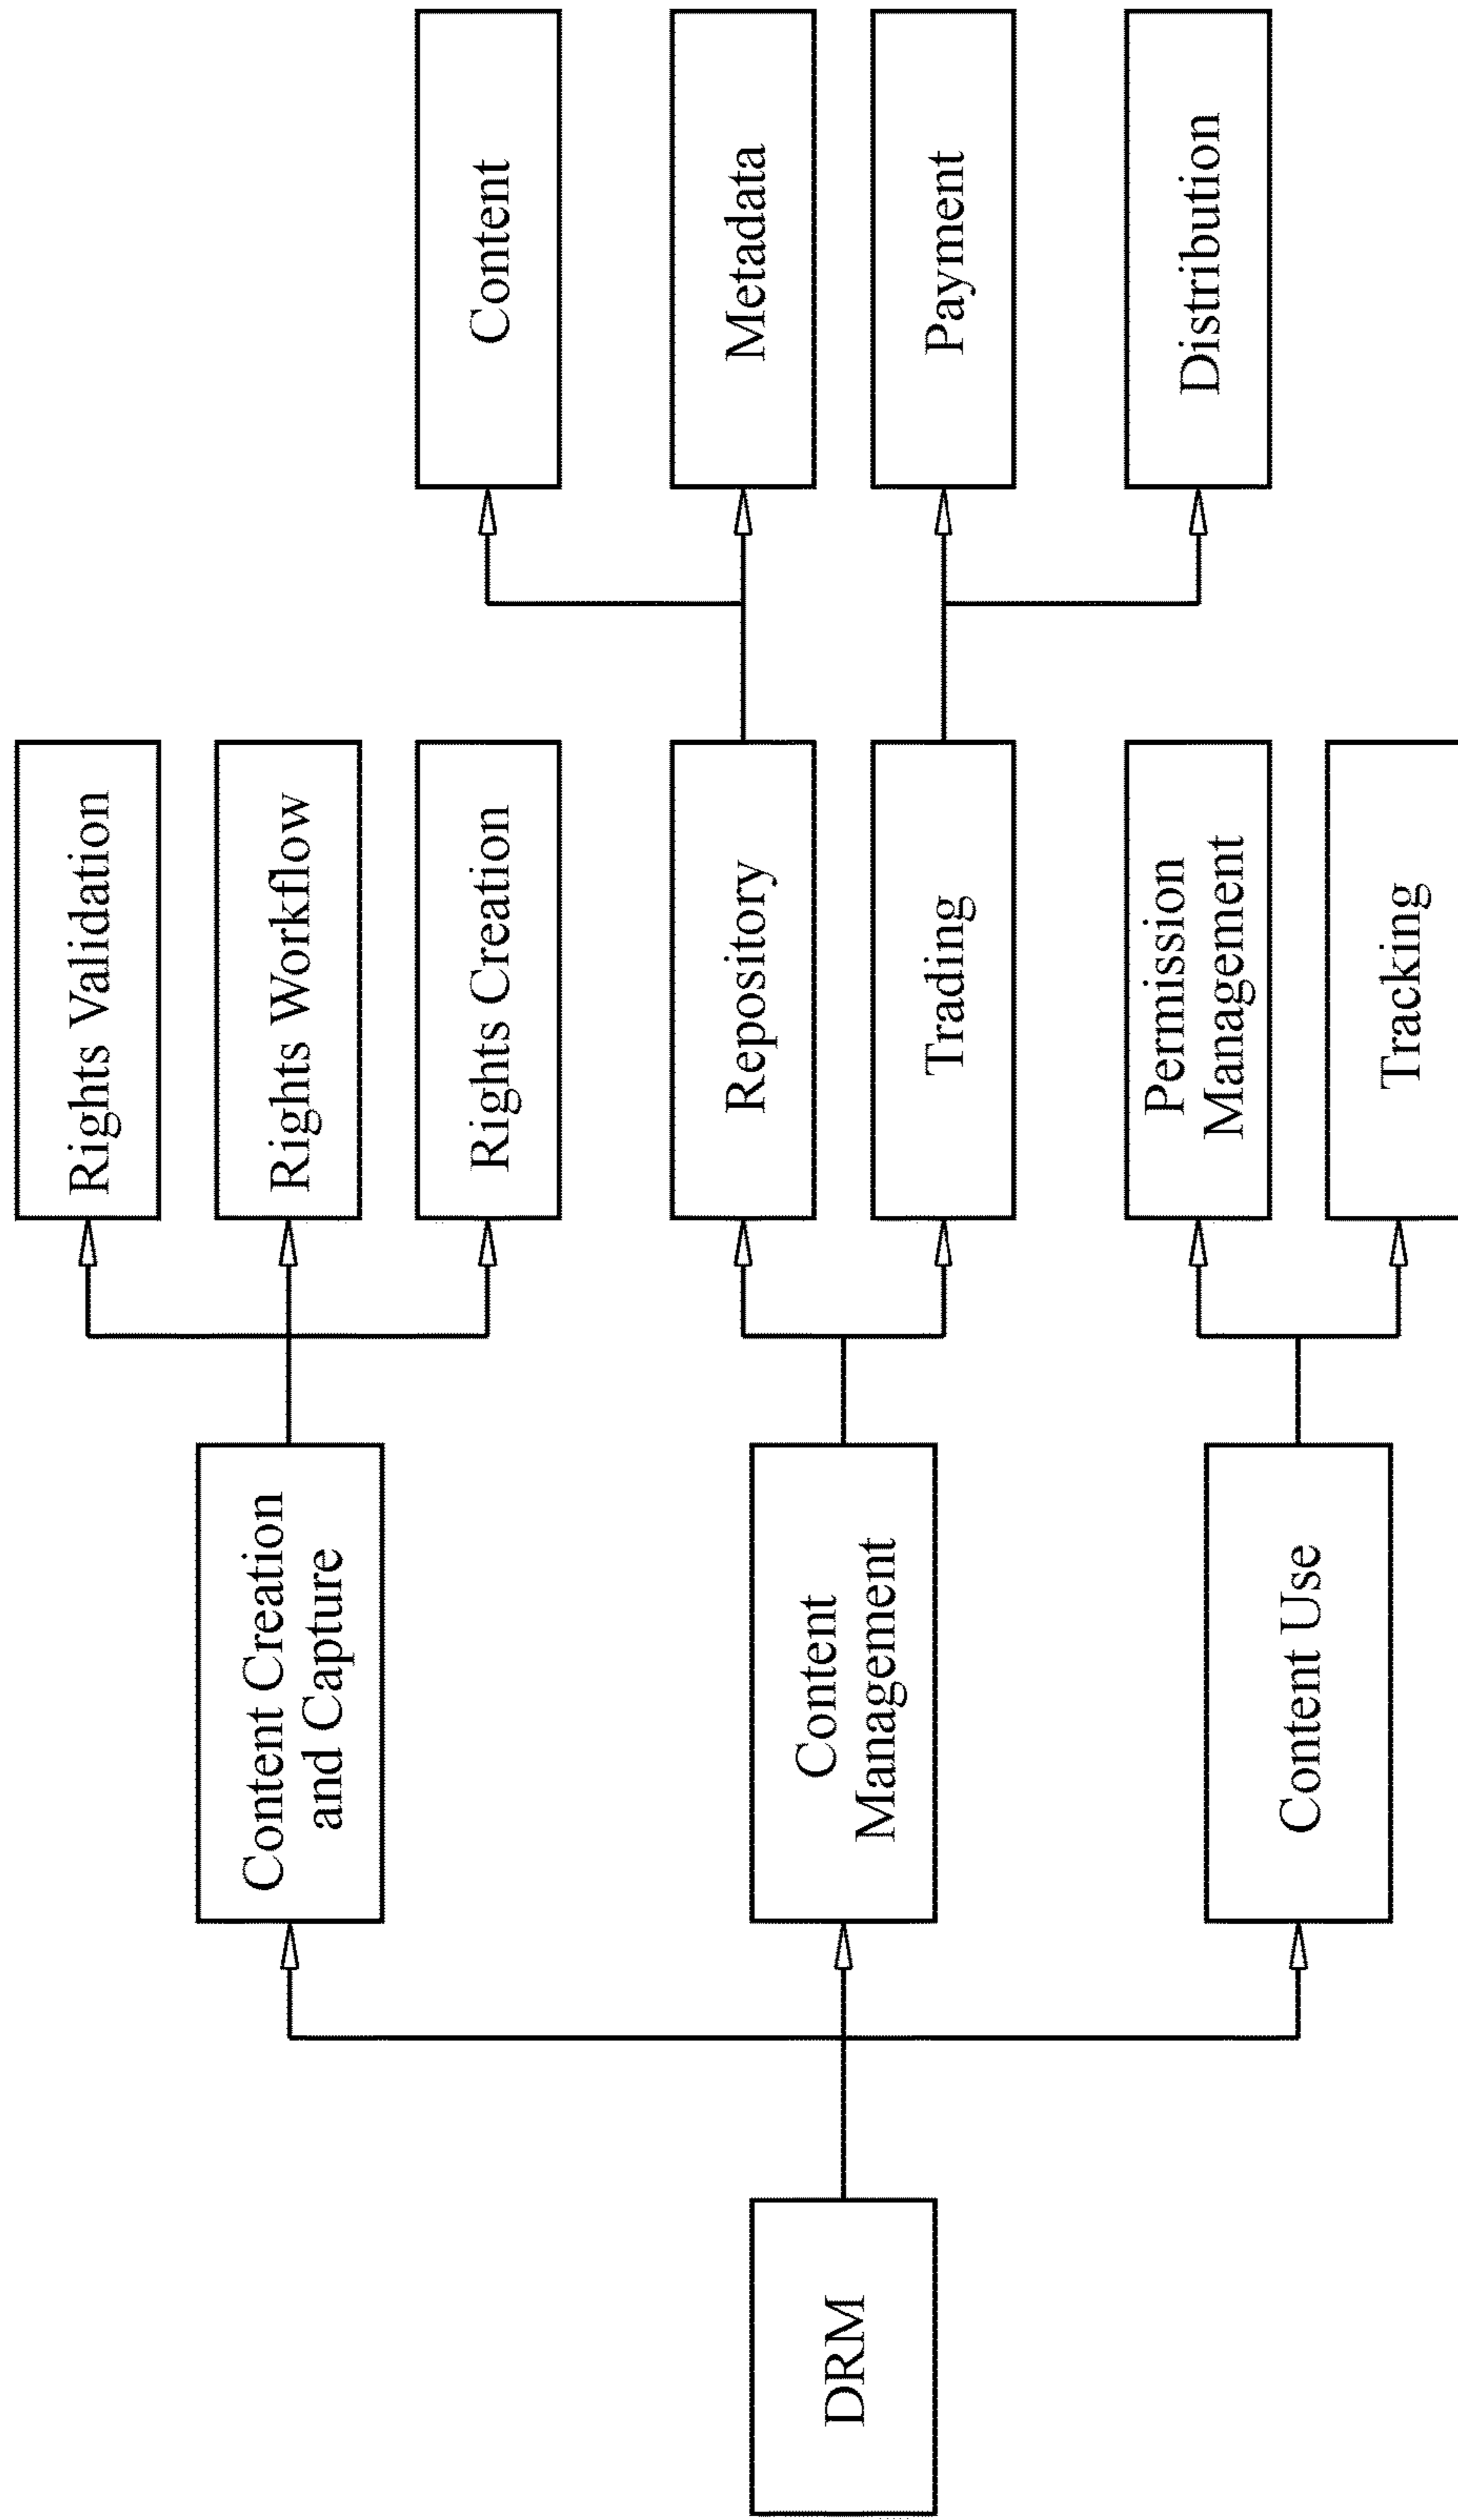 DRM
Content Creation
and Capture
Content
Management
Content Use
Rights Validation
Rights Workflow
Rights Creation
Repository
Trading
Permission
Management
Tracking
Content
Metadata
Payment
Distribution